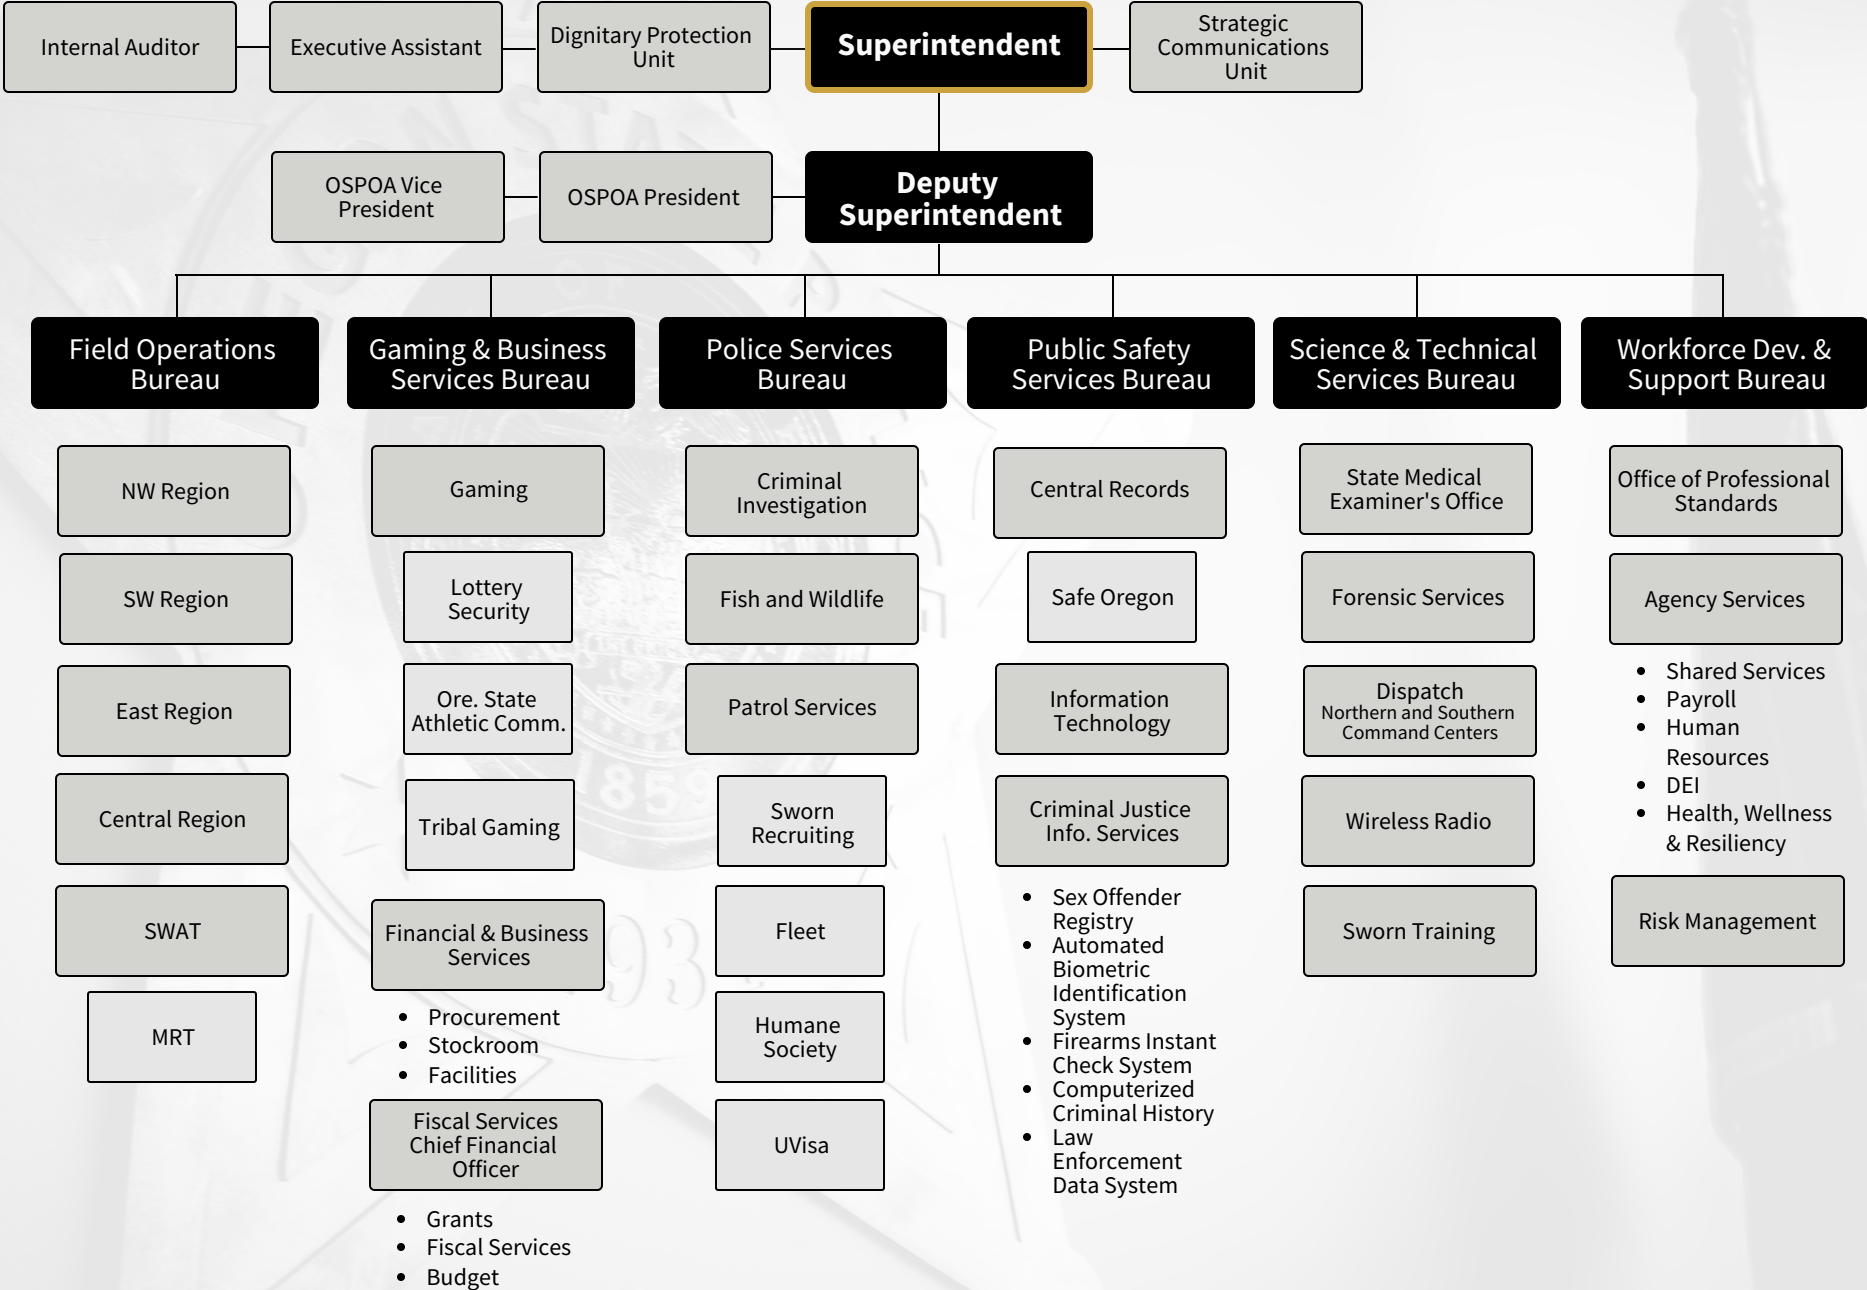 Internal Auditor
Executive Assistant
Dignitary Protection
Unit
Superintendent
Strategic
Communications
Unit
OSPOA Vice
President
OSPOA President
Deputy
Superintendent
Field Operations
Bureau
NW Region
SW Region
East Region
Central Region
SWAT
MRT
Gaming & Business
Services Bureau
Gaming
Lottery
Security
Ore. State
Athletic Comm.
Tribal Gaming
Financial & Business
Services
• Procurement
• Stockroom
• Facilities
Fiscal Services
Chief Financial
Officer
• Grants
• Fiscal Services
• Budget
Police Services
Bureau
Criminal
Investigation
Fish and Wildlife
Patrol Services
Sworn
Recruiting
Fleet
Humane
Society
UVisa
Public Safety
Services Bureau
Central Records
Safe Oregon
Information
Technology
Criminal Justice
Info. Services
• Sex Offender
Registry
• Automated
Biometric
Identification
System
• Firearms Instant
Check System
• Computerized
Criminal History
• Law
Enforcement
Data System
Science & Technical
Services Bureau
State Medical
Examiner's Office
Forensic Services
Dispatch
Northern and Southern
Command Centers
Wireless Radio
Sworn Training
Workforce Dev. &
Support Bureau
Office of Professional
Standards
Agency Services
• Shared Services
• Payroll
• Human
Resources
• DEI
• Health, Wellness
& Resiliency
Risk Management
1859